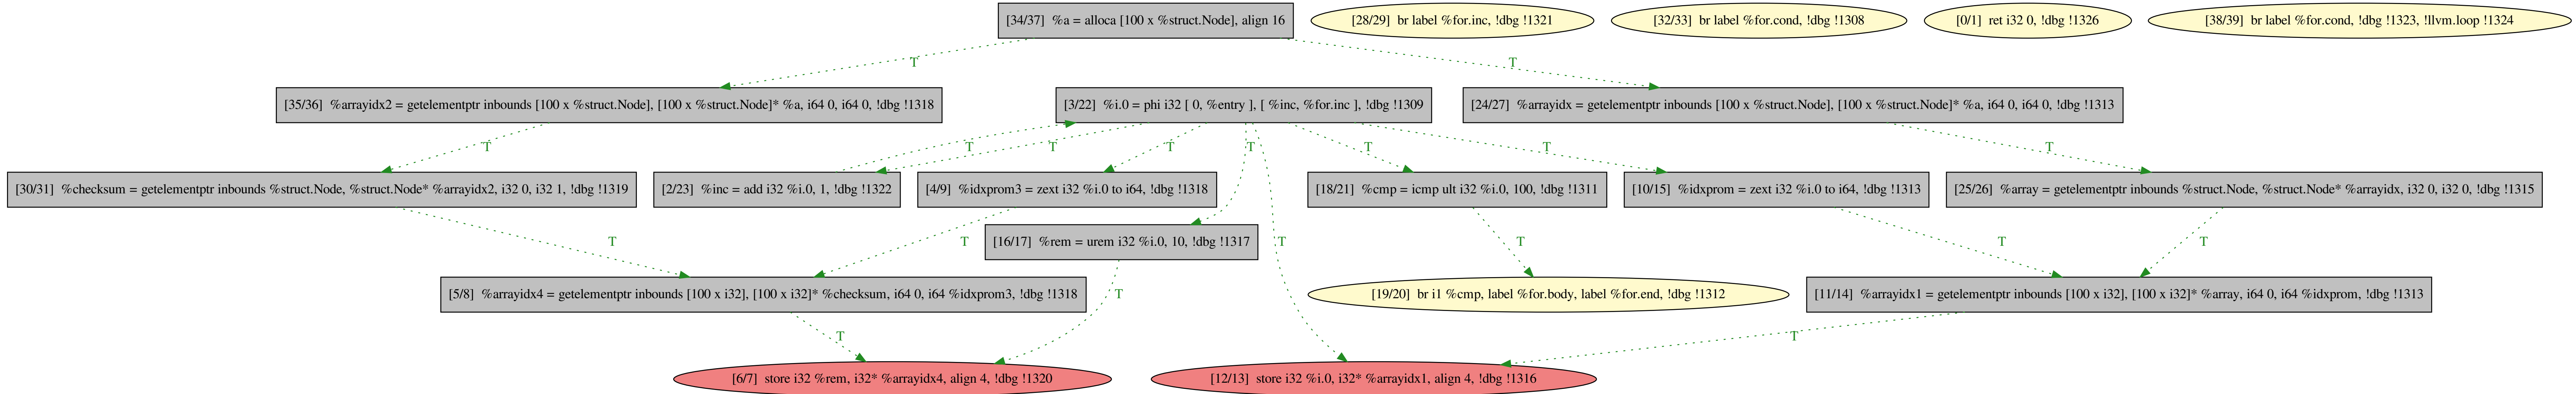 [34/37] %a = alloca [100 x %struct.Node], align 16
[28/29] br label %for.inc, !dbg !1321
[32/33] br label %for.cond, !dbg !1308
[0/1] ret i32 0, !dbg !1326
[38/39] br label %for.cond, !dbg !1323, !llvm.loop !1324
T
T
[35/36] %arrayidx2 = getelementptr inbounds [100 x %struct.Node], [100 x %struct.Node]* %a, i64 0, i64 0, !dbg !1318
[3/22] %i.0 = phi i32 [ 0, %entry ], [ %inc, %for.inc ], !dbg !1309
[24/27] %arrayidx = getelementptr inbounds [100 x %struct.Node], [100 x %struct.Node]* %a, i64 0, i64 0, !dbg !1313
T
T
T
T
T
T
T
T
[30/31] %checksum = getelementptr inbounds %struct.Node, %struct.Node* %arrayidx2, i32 0, i32 1, !dbg !1319
[2/23] %inc = add i32 %i.0, 1, !dbg !1322
[4/9] %idxprom3 = zext i32 %i.0 to i64, !dbg !1318
[18/21] %cmp = icmp ult i32 %i.0, 100, !dbg !1311
[10/15] %idxprom = zext i32 %i.0 to i64, !dbg !1313
[25/26] %array = getelementptr inbounds %struct.Node, %struct.Node* %arrayidx, i32 0, i32 0, !dbg !1315
T
T
[16/17] %rem = urem i32 %i.0, 10, !dbg !1317
T
T
T
T
[5/8] %arrayidx4 = getelementptr inbounds [100 x i32], [100 x i32]* %checksum, i64 0, i64 %idxprom3, !dbg !1318
T
[19/20] br i1 %cmp, label %for.body, label %for.end, !dbg !1312
[11/14] %arrayidx1 = getelementptr inbounds [100 x i32], [100 x i32]* %array, i64 0, i64 %idxprom, !dbg !1313
T
T
[6/7] store i32 %rem, i32* %arrayidx4, align 4, !dbg !1320
[12/13] store i32 %i.0, i32* %arrayidx1, align 4, !dbg !1316